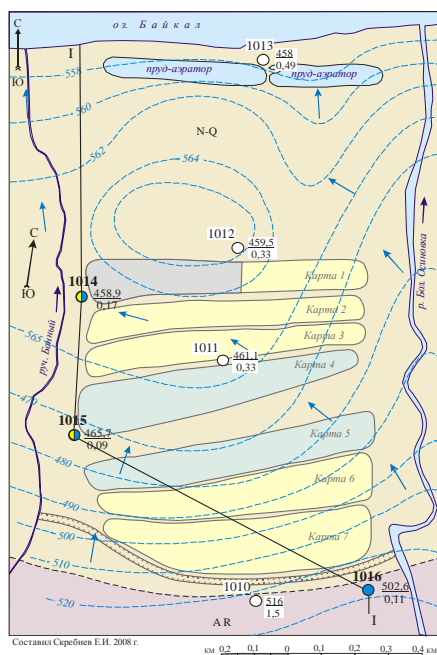 оз. Байкал
С
I
Ю
1013
458
0,49
пруд-аэратор
пруд-аэратор
558
560
N-Q
562
564
1012
459,5
0,33
С
Ю
Карта 1
1014
458,9
0,17
Карта 2
Карта 3
565
1011
461,1
0,33
Карта 4
руч. Банный
р. Бол. Осиновка
470
1015
465,7
0,09
Карта 5
480
Карта 6
490
500
Карта 7
510
1010
516
1,5
1016
502,6
0,11
520
AR
I
Составил Скребнев Е.И. 2008 г.
км 0,2 0,1 0 0,1 0,2 0,3 0,4 км